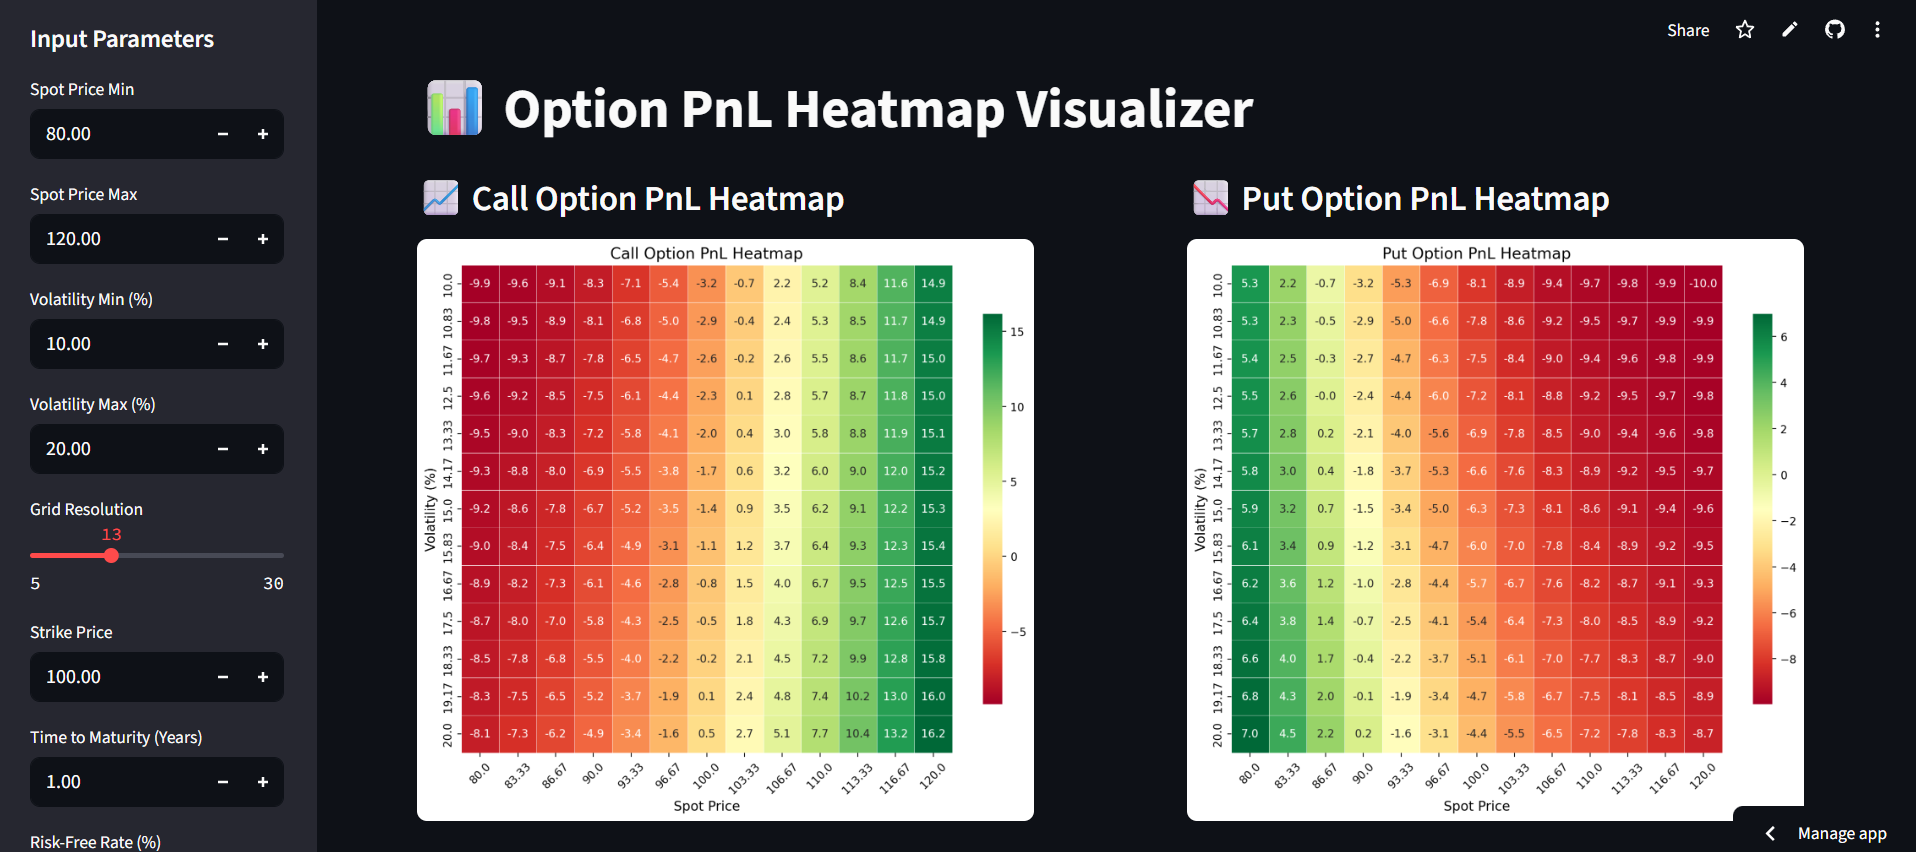 Input Parameters
Spot Price Min
80.00
Spot Price Max
120.00
Volatility Min (%)
10.00
Volatility Max (%)
20.00
Grid Resolution
13
5 30
Strike Price
100.00
Time to Maturity (Years)
1.00
Risk-Free Rate (%)
Share
Option PnL Heatmap Visualizer
Call Option PnL Heatmap
Call Option PnL Heatmap
Volatility (%)
10.0 -9.9 -9.6 -9.1 -8.3 -7.1 -5.4 -3.2 -0.7 2.2 5.2 8.4 11.6 14.9
10.83 -9.8 -9.5 -8.9 -8.1 -6.8 -5.0 -2.9 -0.4 2.4 5.3 8.5 11.7 14.9
11.67 -9.7 -9.3 -8.7 -7.8 -6.5 -4.7 -2.6 -0.2 2.6 5.5 8.6 11.7 15.0
12.5 -9.6 -9.2 -8.5 -7.5 -6.1 -4.4 -2.3 0.1 2.8 5.7 8.7 11.8 15.0
13.33 -9.5 -9.0 -8.3 -7.2 -5.8 -4.1 -2.0 0.4 3.0 5.8 8.8 11.9 15.1
14.17 -9.3 -8.8 -8.0 -6.9 -5.5 -3.8 -1.7 0.6 3.2 6.0 9.0 12.0 15.2
15.0 -9.2 -8.6 -7.8 -6.7 -5.2 -3.5 -1.4 0.9 3.5 6.2 9.1 12.2 15.3
15.83 -9.0 -8.4 -7.5 -6.4 -4.9 -3.1 -1.1 1.2 3.7 6.4 9.3 12.3 15.4
16.67 -8.9 -8.2 -7.3 -6.1 -4.6 -2.8 -0.8 1.5 4.0 6.7 9.5 12.5 15.5
17.5 -8.7 -8.0 -7.0 -5.8 -4.3 -2.5 -0.5 1.8 4.3 6.9 9.7 12.6 15.7
18.33 -8.5 -7.8 -6.8 -5.5 -4.0 -2.2 -0.2 2.1 4.5 7.2 9.9 12.8 15.8
19.17 -8.3 -7.5 -6.5 -5.2 -3.7 -1.9 0.1 2.4 4.8 7.4 10.2 13.0 16.0
20.0 -8.1 -7.3 -6.2 -4.9 -3.4 -1.6 0.5 2.7 5.1 7.7 10.4 13.2 16.2
80.0 83.33 86.67 90.0 93.33 96.67 100.0 103.33 106.67 110.0 113.33 116.67 120.0
Spot Price
15
10
5
0
−5
Put Option PnL Heatmap
Put Option PnL Heatmap
Volatility (%)
10.0 5.3 2.2 -0.7 -3.2 -5.3 -6.9 -8.1 -8.9 -9.4 -9.7 -9.8 -9.9 -10.0
10.83 5.3 2.3 -0.5 -2.9 -5.0 -6.6 -7.8 -8.6 -9.2 -9.5 -9.7 -9.9 -9.9
11.67 5.4 2.5 -0.3 -2.7 -4.7 -6.3 -7.5 -8.4 -9.0 -9.4 -9.6 -9.8 -9.9
12.5 5.5 2.6 -0.0 -2.4 -4.4 -6.0 -7.2 -8.1 -8.8 -9.2 -9.5 -9.7 -9.8
13.33 5.7 2.8 0.2 -2.1 -4.0 -5.6 -6.9 -7.8 -8.5 -9.0 -9.4 -9.6 -9.8
14.17 5.8 3.0 0.4 -1.8 -3.7 -5.3 -6.6 -7.6 -8.3 -8.9 -9.2 -9.5 -9.7
15.0 5.9 3.2 0.7 -1.5 -3.4 -5.0 -6.3 -7.3 -8.1 -8.6 -9.1 -9.4 -9.6
15.83 6.1 3.4 0.9 -1.2 -3.1 -4.7 -6.0 -7.0 -7.8 -8.4 -8.9 -9.2 -9.5
16.67 6.2 3.6 1.2 -1.0 -2.8 -4.4 -5.7 -6.7 -7.6 -8.2 -8.7 -9.1 -9.3
17.5 6.4 3.8 1.4 -0.7 -2.5 -4.1 -5.4 -6.4 -7.3 -8.0 -8.5 -8.9 -9.2
18.33 6.6 4.0 1.7 -0.4 -2.2 -3.7 -5.1 -6.1 -7.0 -7.7 -8.3 -8.7 -9.0
19.17 6.8 4.3 2.0 -0.1 -1.9 -3.4 -4.7 -5.8 -6.7 -7.5 -8.1 -8.5 -8.9
20.0 7.0 4.5 2.2 0.2 -1.6 -3.1 -4.4 -5.5 -6.5 -7.2 -7.8 -8.3 -8.7
80.0 83.33 86.67 90.0 93.33 96.67 100.0 103.33 106.67 110.0 113.33 116.67 120.0
Spot Price
6
4
2
0
−2
−4
−6
−8
Manage app